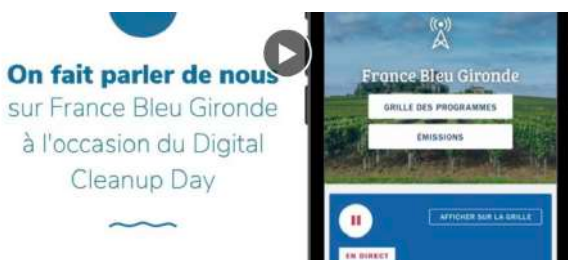 On fait parler de nous
sur France Bleu Gironde
à l'occasion du Digital
Cleanup Day
France Bleu Gironde
GRILLE DES PROGRAMMES
ÉMISSIONS
AFFICHER SUR LA GRILLE
EN DIRECT